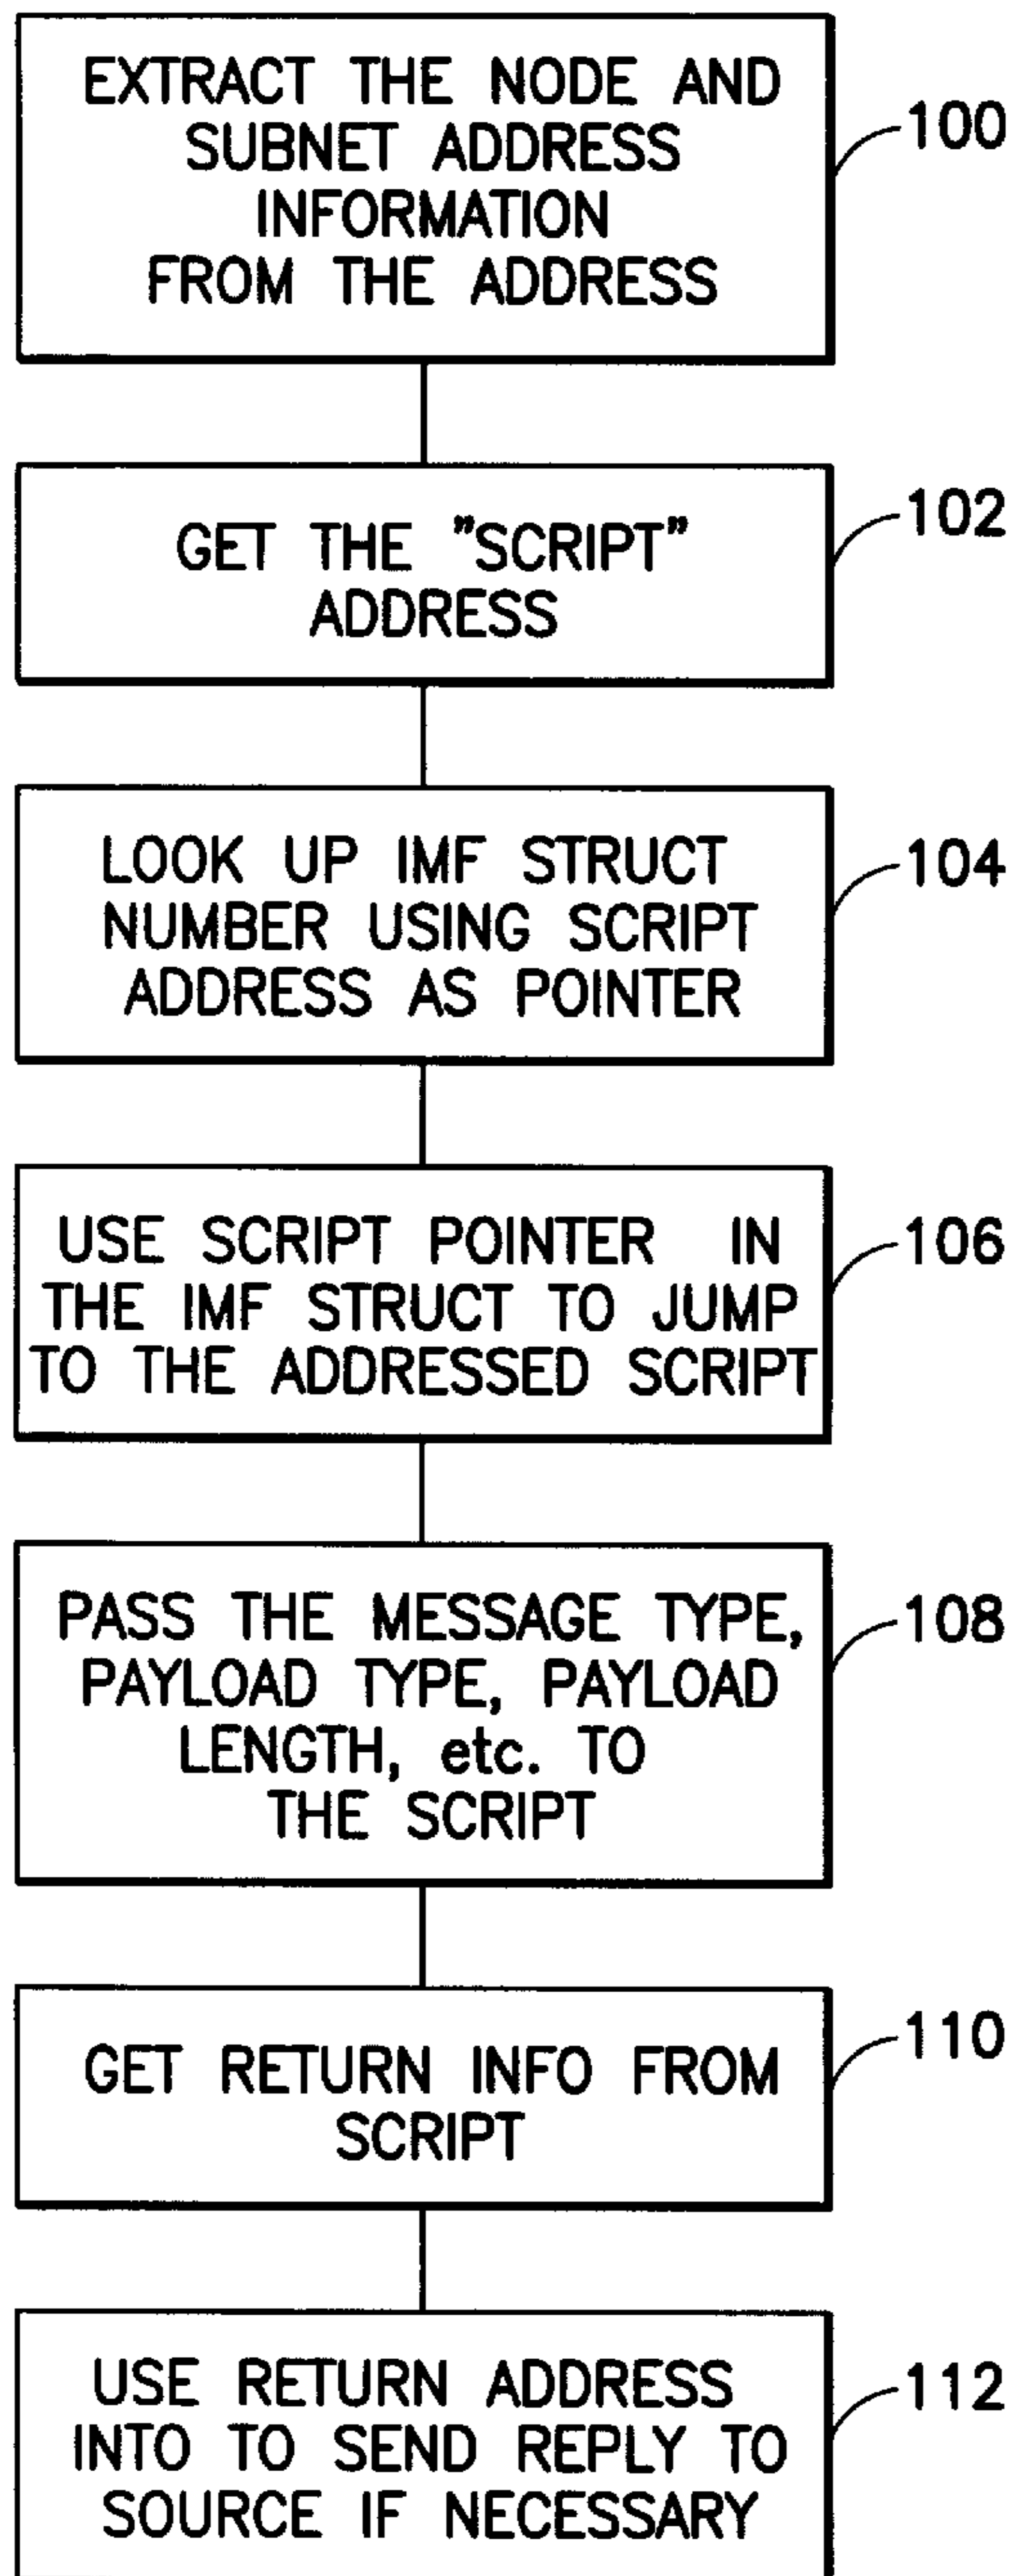 EXTRACT THE NODE AND
SUBNET ADDRESS
INFORMATION
FROM THE ADDRESS
100
GET THE "SCRIPT"
ADDRESS
102
LOOK UP IMF STRUCT
NUMBER USING SCRIPT
ADDRESS AS POINTER
104
USE SCRIPT POINTER IN
THE IMF STRUCT TO JUMP
TO THE ADDRESSED SCRIPT
106
PASS THE MESSAGE TYPE,
PAYLOAD TYPE, PAYLOAD
LENGTH, etc. TO
THE SCRIPT
108
GET RETURN INFO FROM
SCRIPT
110
USE RETURN ADDRESS
INTO TO SEND REPLY TO
SOURCE IF NECESSARY
112